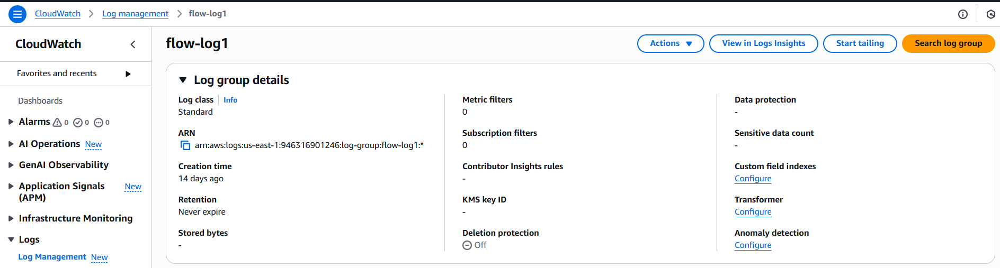 CloudWatch > Log management > flow-log1
CloudWatch
Favorites and recents
Dashboards
Alarms 0 0 0
AI Operations New
GenAI Observability
Application Signals (APM) New
Infrastructure Monitoring
Logs
Log Management New
flow-log1
Actions
View in Logs Insights
Start tailing
Search log group
Log group details
Log class Info
Standard
ARN
arn:aws:logs:us-east-1:946316901246:log-group:flow-log1:*
Creation time
14 days ago
Retention
Never expire
Stored bytes
-
Metric filters
0
Subscription filters
0
Contributor Insights rules
-
KMS key ID
-
Deletion protection
Off
Data protection
-
Sensitive data count
-
Custom field indexes
Configure
Transformer
Configure
Anomaly detection
Configure